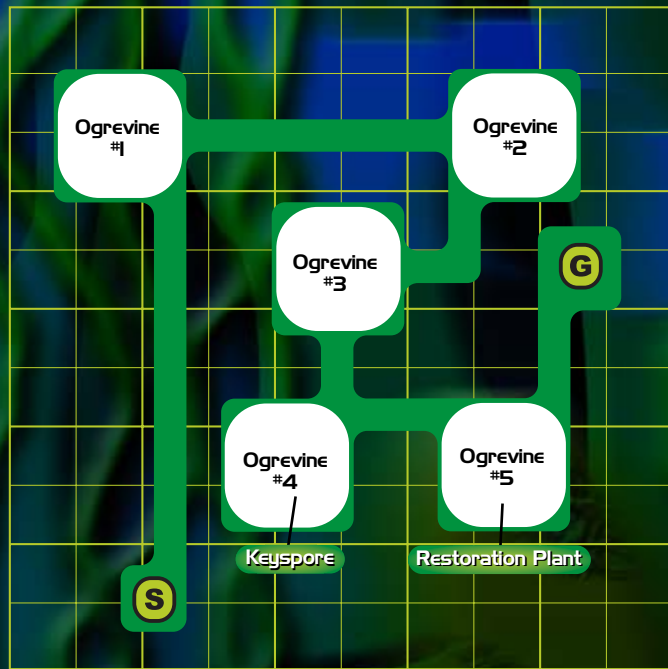 Ogrevine
#1
Ogrevine
#2
Ogrevine
#3
G
Ogrevine
#4
Ogrevine
#5
Keyspore
Restoration Plant
S